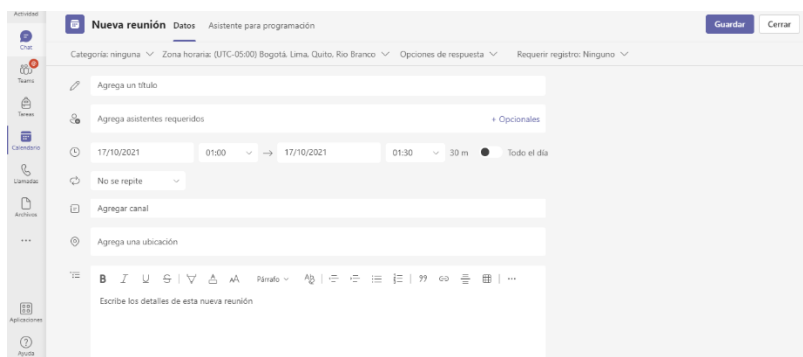 Actividad
Nueva reunión Datos Asistente para programación Guardar Cerrar
Chat
Categoría: ninguna Zona horaria: (UTC-05:00) Bogotá, Lima, Quito, Rio Branco Opciones de respuesta Requerir registro: Ninguno
Teams
Agrega un título
Tareas
Agrega asistentes requeridos + Opcionales
Calendario
17/10/2021 01:00 → 17/10/2021 01:30 30 m Todo el día
Llamadas
No se repite
Archivos
Agregar canal
Agrega una ubicación
B I U S A AA Párrafo
Escribe los detalles de esta nueva reunión
Aplicaciones
Ayuda